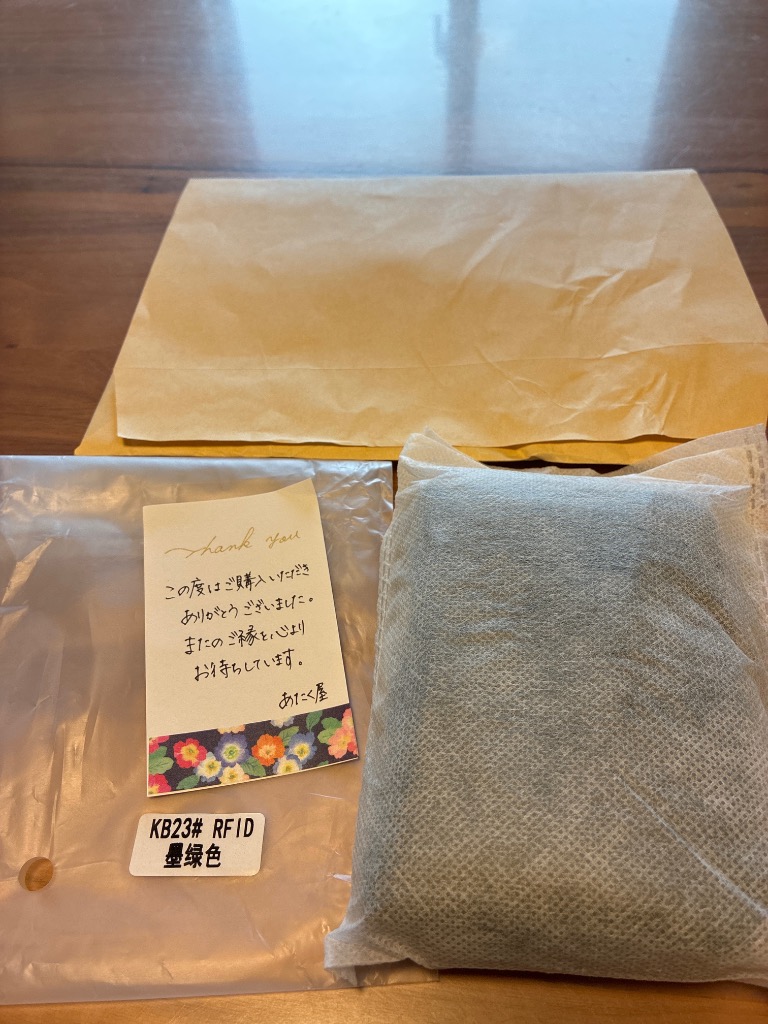 Thank you
この度はご購入いただき
ありがとうございました。
またのご縁を心より
お待ちしています。
あたく屋
KB23# RFID
墨绿色